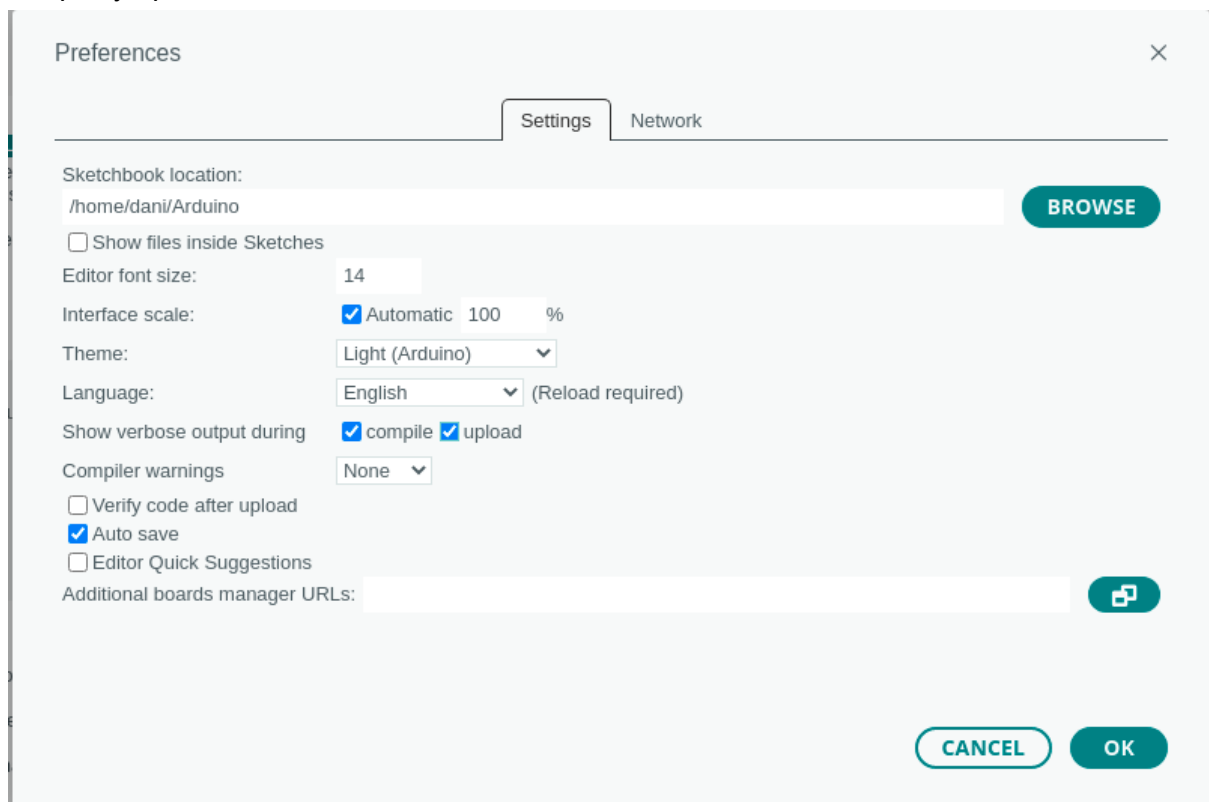 Preferences
Settings Network
Sketchbook location:
/home/dani/Arduino
BROWSE
Show files inside Sketches
Editor font size: 14
Interface scale: Automatic 100 %
Theme: Light (Arduino)
Language: English (Reload required)
Show verbose output during compile upload
Compiler warnings None
Verify code after upload
Auto save
Editor Quick Suggestions
Additional boards manager URLs:
CANCEL OK